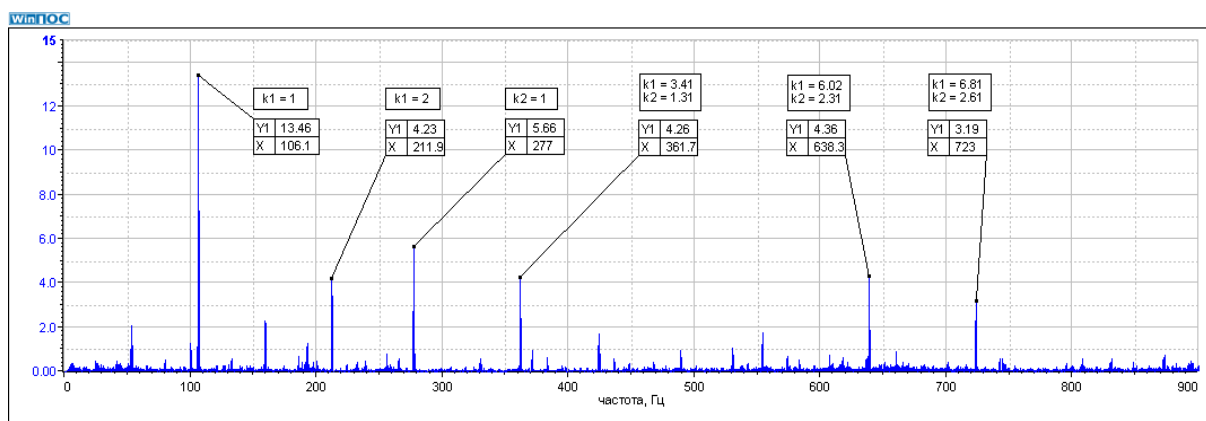 WinПОС
15
12
10
8.0
6.0
4.0
2.0
0.00
k1 = 1
Y1 13.46
X 106.1
k1 = 2
Y1 4.23
X 211.9
k2 = 1
Y1 5.66
X 277
k1 = 3.41
k2 = 1.31
Y1 4.26
X 361.7
k1 = 6.02
k2 = 2.31
Y1 4.36
X 638.3
k1 = 6.81
k2 = 2.61
Y1 3.19
X 723
0 100 200 300 400 500 600 700 800 900
частота, Гц